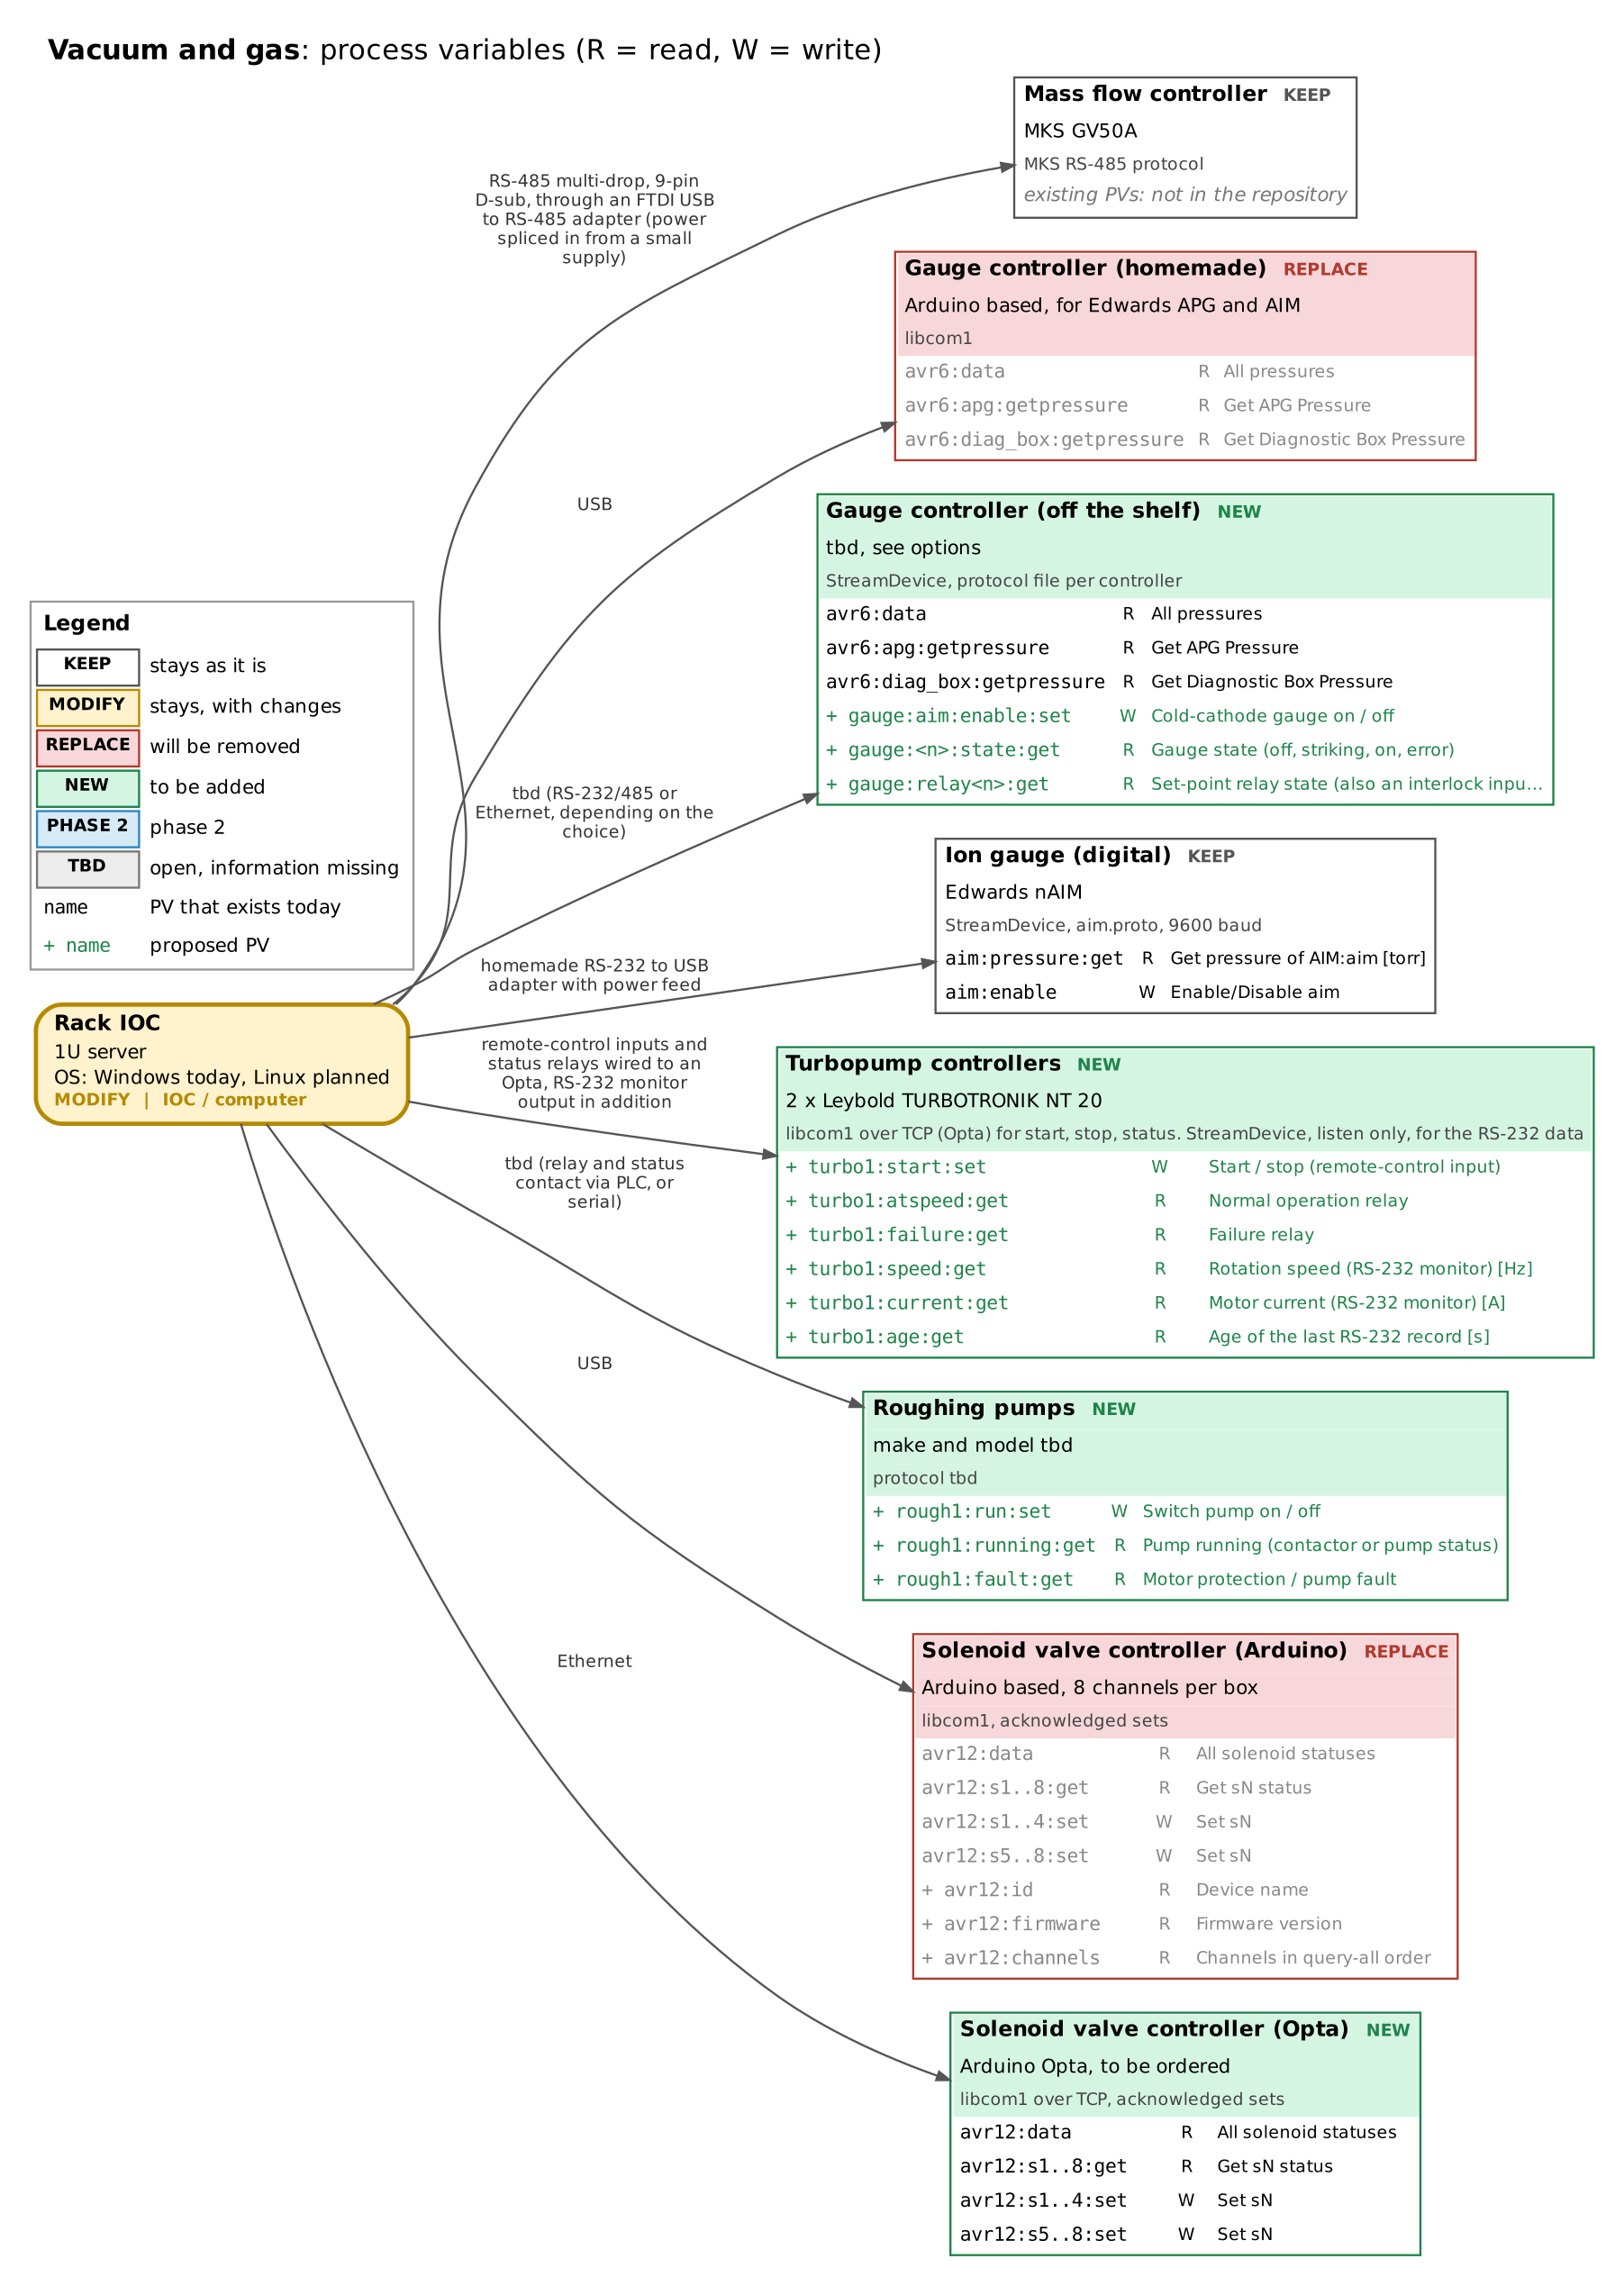 Vacuum and gas: process variables (R = read, W = write)
Mass flow controller KEEP
MKS GV50A
MKS RS-485 protocol
existing PVs: not in the repository
RS-485 multi-drop, 9-pin
D-sub, through an FTDI USB
to RS-485 adapter (power
spliced in from a small
supply)
Gauge controller (homemade) REPLACE
Arduino based, for Edwards APG and AIM
libcom1
avr6:data R All pressures
avr6:apg:getpressure R Get APG Pressure
avr6:diag_box:getpressure R Get Diagnostic Box Pressure
USB
Gauge controller (off the shelf) NEW
tbd, see options
StreamDevice, protocol file per controller
avr6:data R All pressures
avr6:apg:getpressure R Get APG Pressure
avr6:diag_box:getpressure R Get Diagnostic Box Pressure
+ gauge:aim:enable:set W Cold-cathode gauge on / off
+ gauge:<n>:state:get R Gauge state (off, striking, on, error)
+ gauge:relay<n>:get R Set-point relay state (also an interlock inpu...
tbd (RS-232/485 or
Ethernet, depending on the
choice)
Legend
KEEP stays as it is
MODIFY stays, with changes
REPLACE will be removed
NEW to be added
PHASE 2 phase 2
TBD open, information missing
name PV that exists today
+ name proposed PV
Ion gauge (digital) KEEP
Edwards nAIM
StreamDevice, aim.proto, 9600 baud
aim:pressure:get R Get pressure of AIM:aim [torr]
aim:enable W Enable/Disable aim
homemade RS-232 to USB
adapter with power feed
Rack IOC
1U server
OS: Windows today, Linux planned
MODIFY | IOC / computer
remote-control inputs and
status relays wired to an
Opta, RS-232 monitor
output in addition
Turbopump controllers NEW
2 x Leybold TURBOTRONIK NT 20
libcom1 over TCP (Opta) for start, stop, status. StreamDevice, listen only, for the RS-232 data
+ turbo1:start:set W Start / stop (remote-control input)
+ turbo1:atspeed:get R Normal operation relay
+ turbo1:failure:get R Failure relay
+ turbo1:speed:get R Rotation speed (RS-232 monitor) [Hz]
+ turbo1:current:get R Motor current (RS-232 monitor) [A]
+ turbo1:age:get R Age of the last RS-232 record [s]
tbd (relay and status
contact via PLC, or
serial)
Roughing pumps NEW
make and model tbd
protocol tbd
+ rough1:run:set W Switch pump on / off
+ rough1:running:get R Pump running (contactor or pump status)
+ rough1:fault:get R Motor protection / pump fault
USB
Solenoid valve controller (Arduino) REPLACE
Arduino based, 8 channels per box
libcom1, acknowledged sets
avr12:data R All solenoid statuses
avr12:s1..8:get R Get sN status
avr12:s1..4:set W Set sN
avr12:s5..8:set W Set sN
+ avr12:id R Device name
+ avr12:firmware R Firmware version
+ avr12:channels R Channels in query-all order
Ethernet
Solenoid valve controller (Opta) NEW
Arduino Opta, to be ordered
libcom1 over TCP, acknowledged sets
avr12:data R All solenoid statuses
avr12:s1..8:get R Get sN status
avr12:s1..4:set W Set sN
avr12:s5..8:set W Set sN